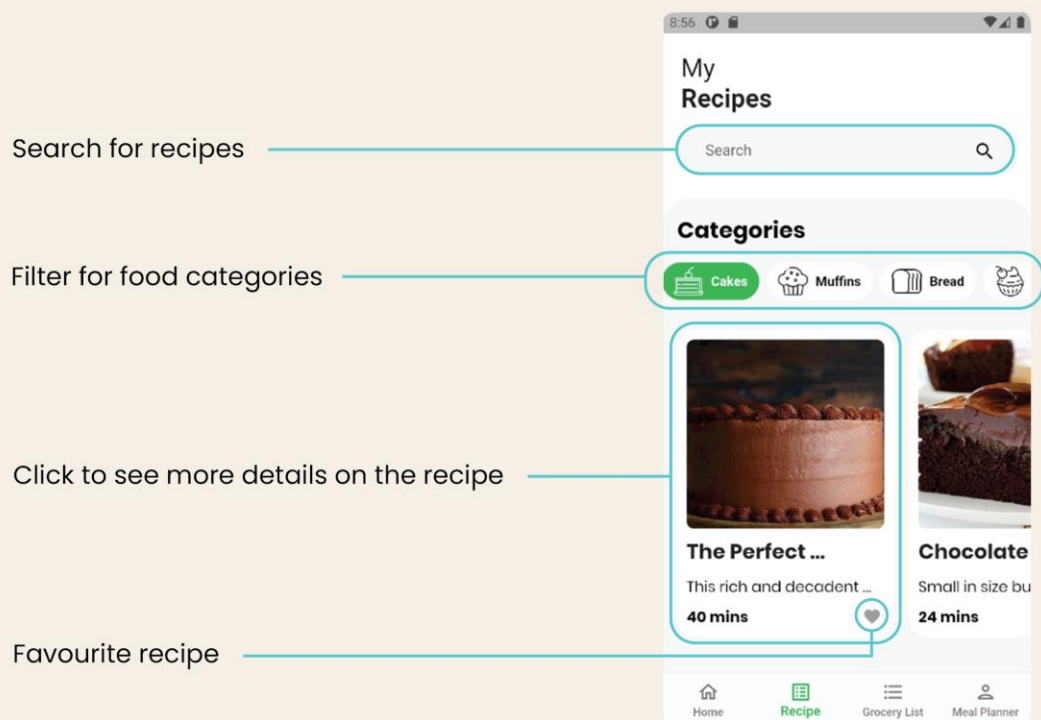 8:56
My
Recipes
Search for recipes
Search
Categories
Filter for food categories
Cakes
Muffins
Bread
Click to see more details on the recipe
The Perfect ...
Chocolate
This rich and decadent ...
Small in size bu
40 mins
24 mins
Favourite recipe
Home
Recipe
Grocery List
Meal Planner